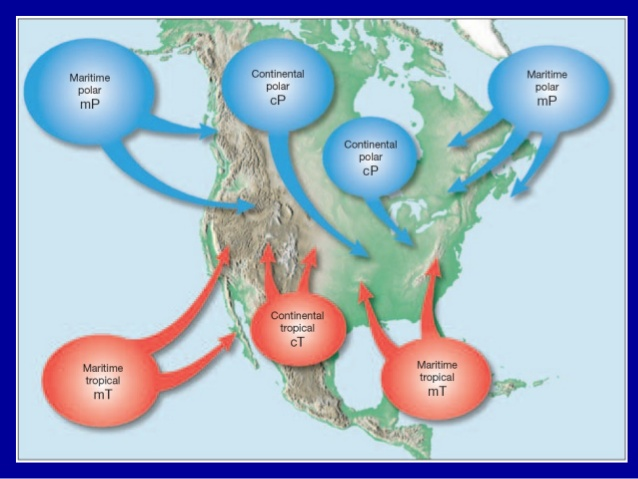 Maritime
polar
mP
Continental
polar
cP
Maritime
polar
mP
Continental
polar
cP
Continental
tropical
cT
Maritime
tropical
mT
Maritime
tropical
mT